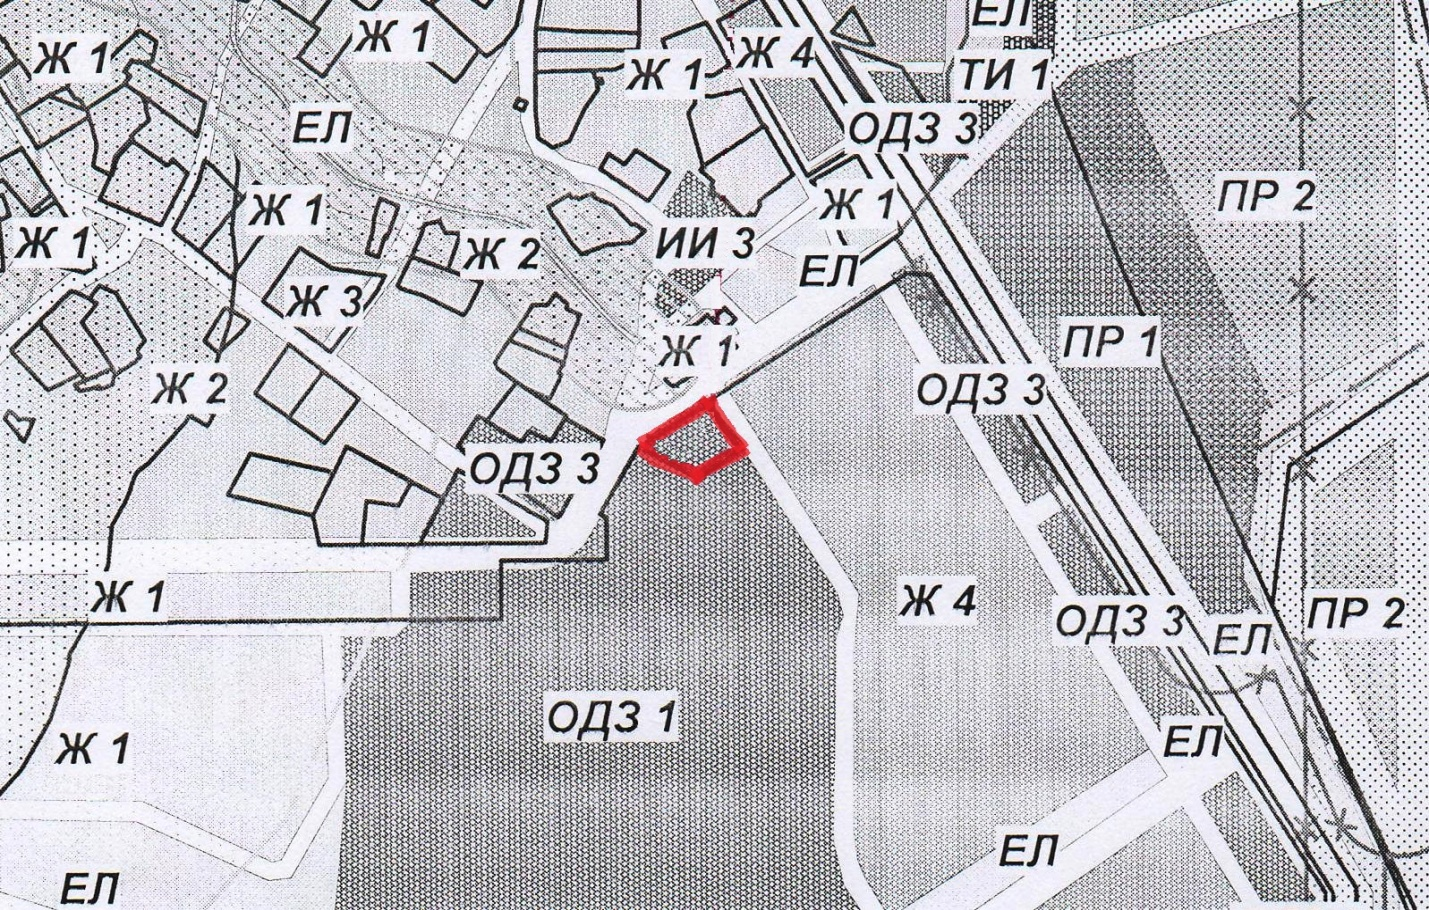 ЕЛ
Ж 1
Ж 1
Ж 4
Ж 1
ТИ 1
ЕЛ
ОДЗ 3
ПР 2
Ж 1
Ж 1
Ж 1
ИИ 3
Ж 2
ЕЛ
Ж 3
ПР 1
Ж 1
Ж 2
ОДЗ 3
ОДЗ 3
Ж 1
Ж 4
ПР 2
ОДЗ 3
ЕЛ
ОДЗ 1
ЕЛ
Ж 1
ЕЛ
ЕЛ